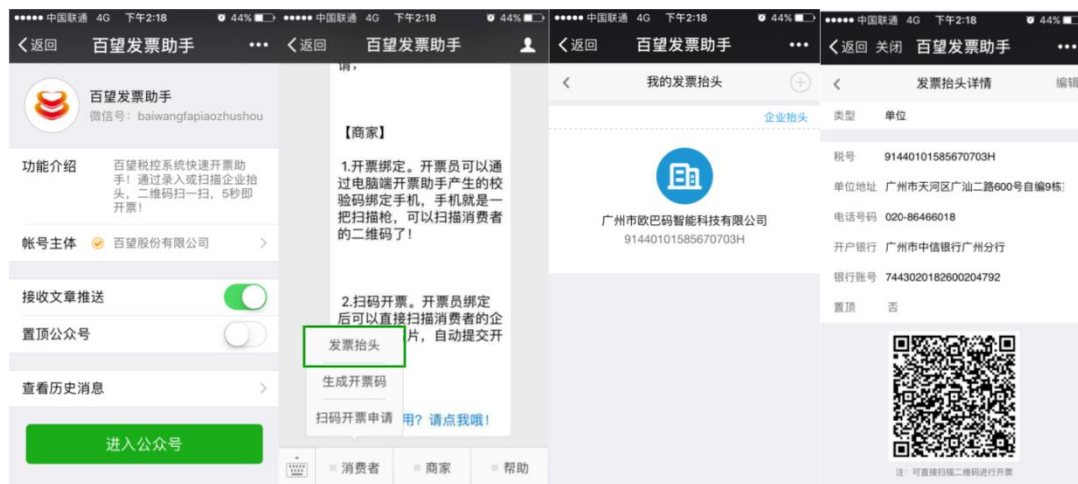 中国联通 4G 下午2:18 44%
返回 百望发票助手
百望发票助手
微信号: baiwangfapiaozhushou
功能介绍
百望税控系统快速开票助
手！通过录入或扫描企业抬
头，二维码扫一扫，5秒即
开票！
帐号主体 百望股份有限公司
接收文章推送
置顶公众号
查看历史消息
进入公众号
中国联通 4G 下午2:18 44%
返回 百望发票助手
【商家】
1.开票绑定。开票员可以通
过电脑端开票助手产生的校
验码绑定手机，手机就是一
把扫描枪，可以扫描消费者
的二维码了！
2.扫码开票。开票员绑定
后可以直接扫描消费者的企
片，自动提交开
发票抬头
生成开票码
扫码开票申请
用？请点我哦！
消费者
商家
帮助
中国联通 4G 下午2:18 44%
返回 百望发票助手
我的发票抬头
企业抬头
广州市欧巴码智能科技有限公司
91440101585670703H
中国联通 4G 下午2:18 44%
返回 关闭 百望发票助手
发票抬头详情 编辑
类型 单位
税号 91440101585670703H
单位地址 广州市天河区广汕二路600号自编9栋
电话号码 020-86466018
开户银行 广州市中信银行广州分行
银行账号 7443020182600204792
置顶 否
注：可直接扫描二维码进行开票